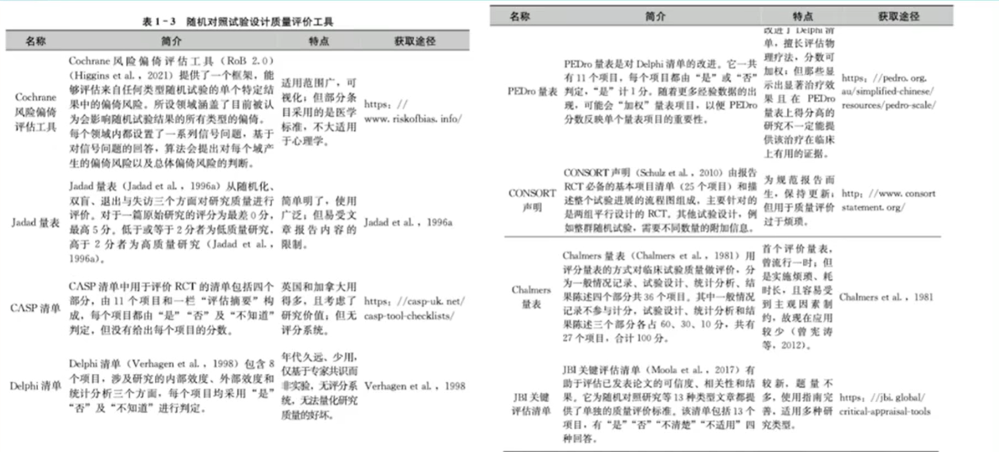 表 1-3 随机对照试验设计质量评价工具
名称 简介 特点 获取途径
Cochrane
风险偏倚
评估工具
Cochrane 风险偏倚评估工具（RoB 2.0）
（Higgins et al.，2021）提供了一个框架，能
够评估来自任何类型随机试验的单个特定结
果中的偏倚风险。所设领域涵盖了目前被认
为会影响随机试验结果的所有类型的偏倚。
每个领域内都设置了一系列信号问题，基于
对信号问题的回答，算法会提出对每个域产
生的偏倚风险以及总体偏倚风险的判断。
适用范围广，可
视化；但部分条
目采用的是医学
标准，不大适用
于心理学。
https：//
www. riskofbias. info/
Jadad 量表
Jadad 量表（Jadad et al.，1996a）从随机化、
双盲、退出与失访三个方面对研究质量进行
评价。对于一篇原始研究的评分为最差 0 分，
最高 5 分。低于或等于 2 分者为低质量研究，
高于 2 分者为高质量研究（Jadad et al.，
1996a）。
简单明了，使用
广泛；但易受文
章报告内容的
限制。
Jadad et al.，1996a
CASP 清单
CASP 清单中用于评价 RCT 的清单包括四个
部分，由 11 个项目和一栏“评估摘要”构
成，每个项目都由“是”“否”及“不知道”
判定，但没有给出每个项目的分数。
英国和加拿大用
得多，且考虑了
研究价值；但无
评分系统。
https：//casp-uk. net/
casp-tool-checklists/
Delphi 清单
Delphi 清单（Verhagen et al.，1998）包含 8
个项目，涉及研究的内部效度、外部效度和
统计分析三个方面，每个项目均采用“是”
“否”及“不知道”进行判定。
年代久远、少用，
仅基于专家共识而
非实验，无评分系
统，无法量化研究
质量的好坏。
Verhagen et al.，1998
名称 简介 特点 获取途径
PEDro 量表
PEDro 量表是对 Delphi 清单的改进。它一共
有 11 个项目，每个项目都由“是”或“否”
判定，“是”计 1 分。随着更多经验数据的出
现，可能会“加权”量表项目，以便 PEDro
分数反映单个量表项目的重要性。
改进了 Delphi 清
单，擅长评估物
理疗法，分数可
加权；但那些显
示出显著治疗效
果且在 PEDro
量表上得分高的
研究不一定能提
供该治疗在临床
上有用的证据。
https：//pedro. org.
au/simplified-chinese/
resources/pedro-scale/
CONSORT
声明
CONSORT 声明（Schulz et al.，2010）由报告
RCT 必备的基本项目清单（25 个项目）和描
述整个试验进展的流程图组成，主要针对的
是两组平行设计的 RCT。其他试验设计，例
如整群随机试验，需要不同数量的附加信息。
为规范报告而
生，保持更新；
但用于质量评价
过于烦琐。
http：//www. consort
statement. org/
Chalmers
量表
Chalmers 量表（Chalmers et al.，1981）用
评分量表的方式对临床试验质量做评价，分
为一般情况记录、试验设计、统计分析、结
果陈述四个部分共 36 个项目。其中一般情况
记录不参与计分，试验设计、统计分析和结
果陈述三个部分各占 60、30、10 分，共有
27 个项目，合计 100 分。
首个评价量表，
曾流行一时；但
是实施烦琐、耗
时长，且容易受
到主观因素制
约，故现在应用
较少（曾宪涛
等，2012）。
Chalmers et al.，1981
JBI 关键
评估清单
JBI 关键评估清单（Moola et al.，2017）有
助于评估已发表论文的可信度、相关性和结
果。它为随机对照研究等 13 种类型文章都提
供了单独的质量评价标准。该清单包括 13 个
项目，有“是”“否”“不清楚”“不适用”四
种回答。
较新，题量不
多，使用指南完
善，适用多种研
究类型。
https：//jbi. global/
critical-appraisal-tools